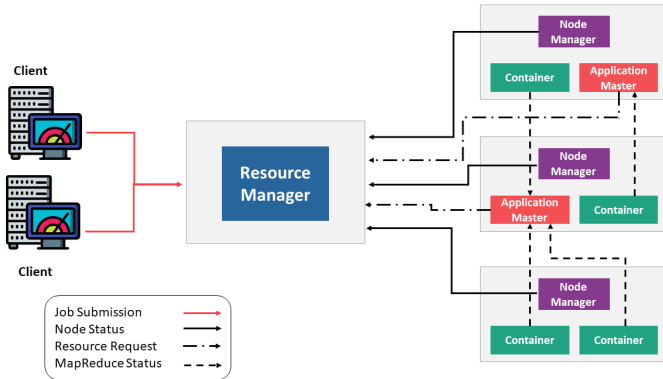 Client
Client
Resource
Manager
Node
Manager
Container
Application
Master
Node
Manager
Application
Master
Container
Node
Manager
Container
Container
Job Submission
Node Status
Resource Request
MapReduce Status